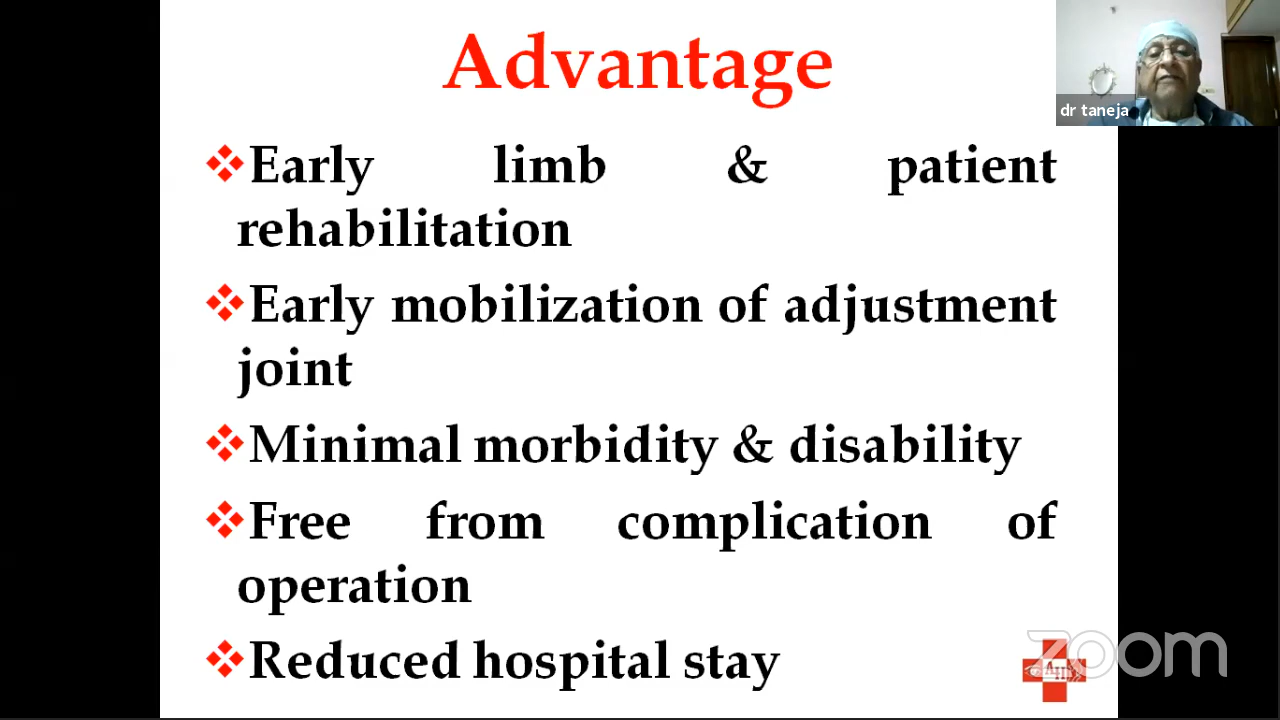 Advantage
dr taneja
❖Early limb & patient
rehabilitation
❖Early mobilization of adjustment
joint
❖Minimal morbidity & disability
❖Free from complication of
operation
❖Reduced hospital stay
zoom